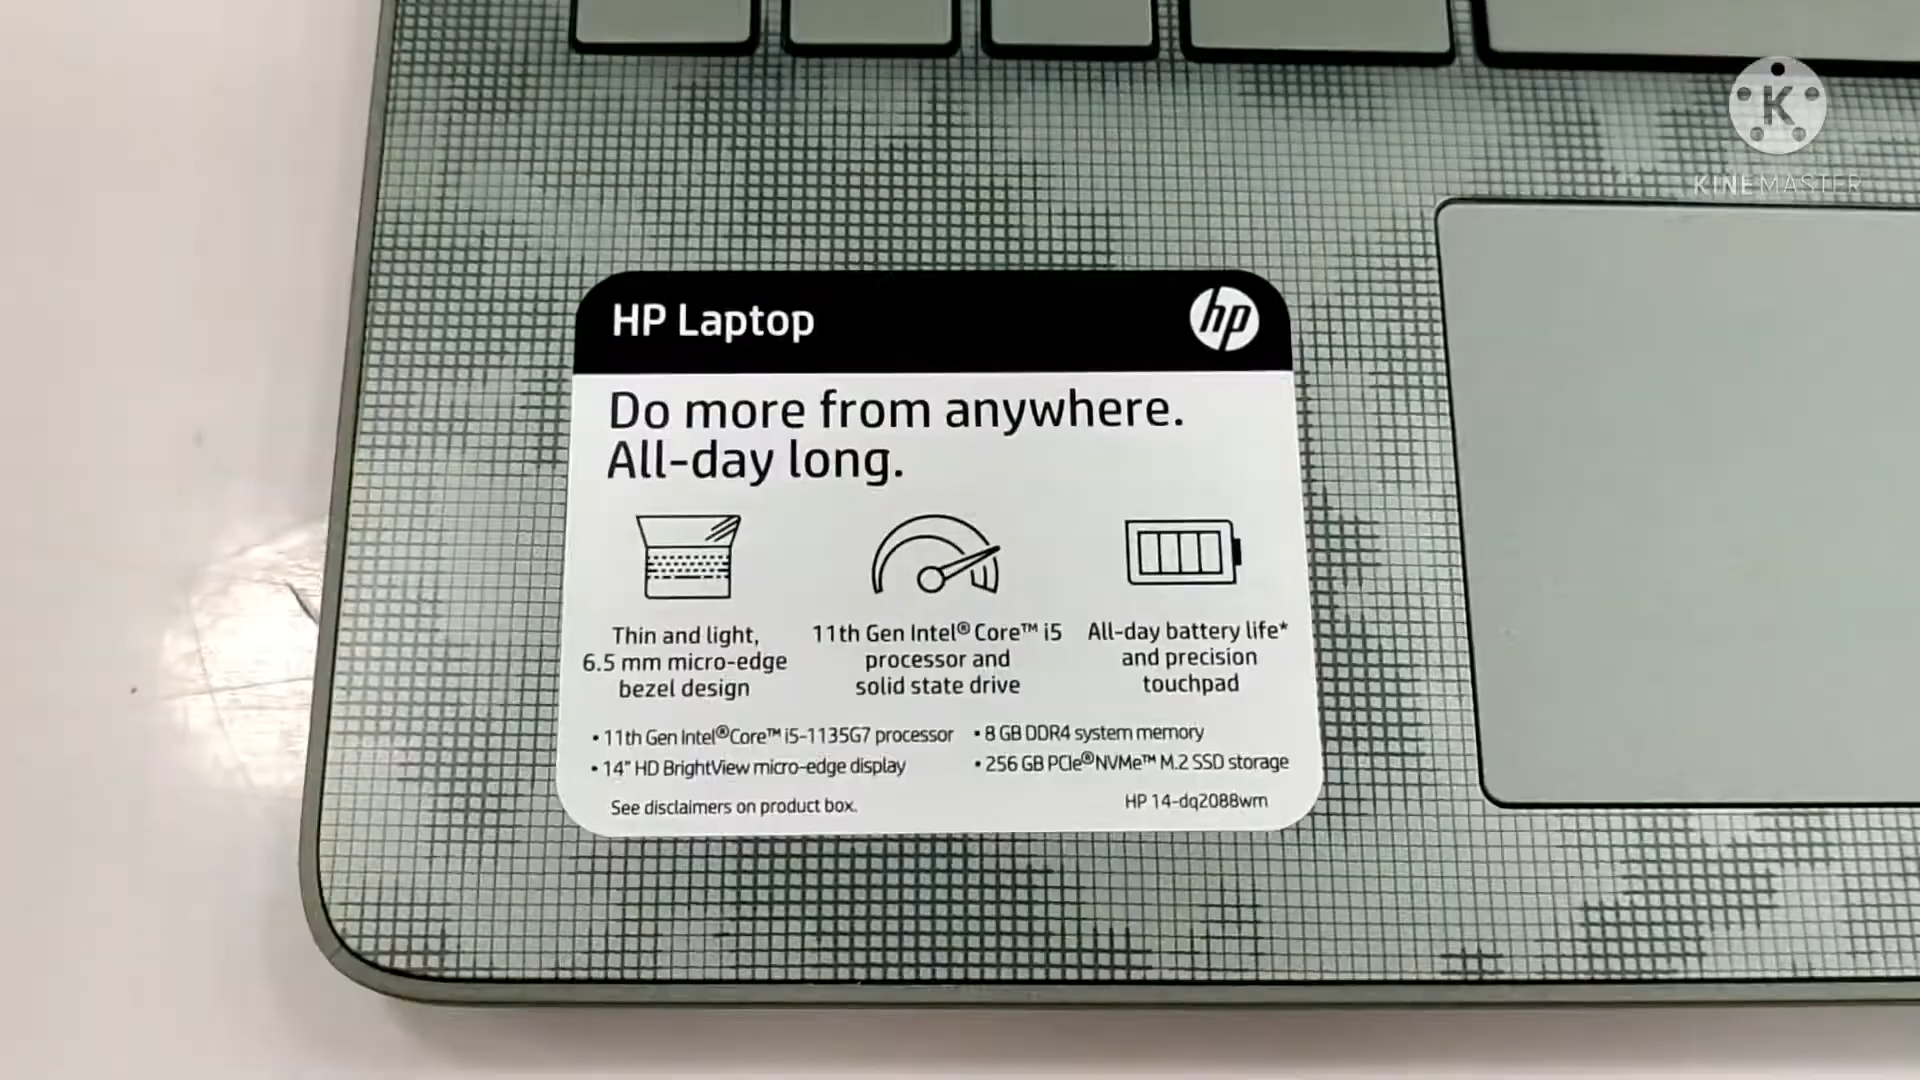 K
KINEMASTER
HP Laptop
hp
Do more from anywhere.
All-day long.
Thin and light,
6.5 mm micro-edge
bezel design
11th Gen Intel® Core™ i5
processor and
solid state drive
All-day battery life*
and precision
touchpad
• 11th Gen Intel® Core™ i5-1135G7 processor
• 14" HD BrightView micro-edge display
• 8 GB DDR4 system memory
• 256 GB PCIe® NVMe™ M.2 SSD storage
See disclaimers on product box.
HP 14-dq2088wm